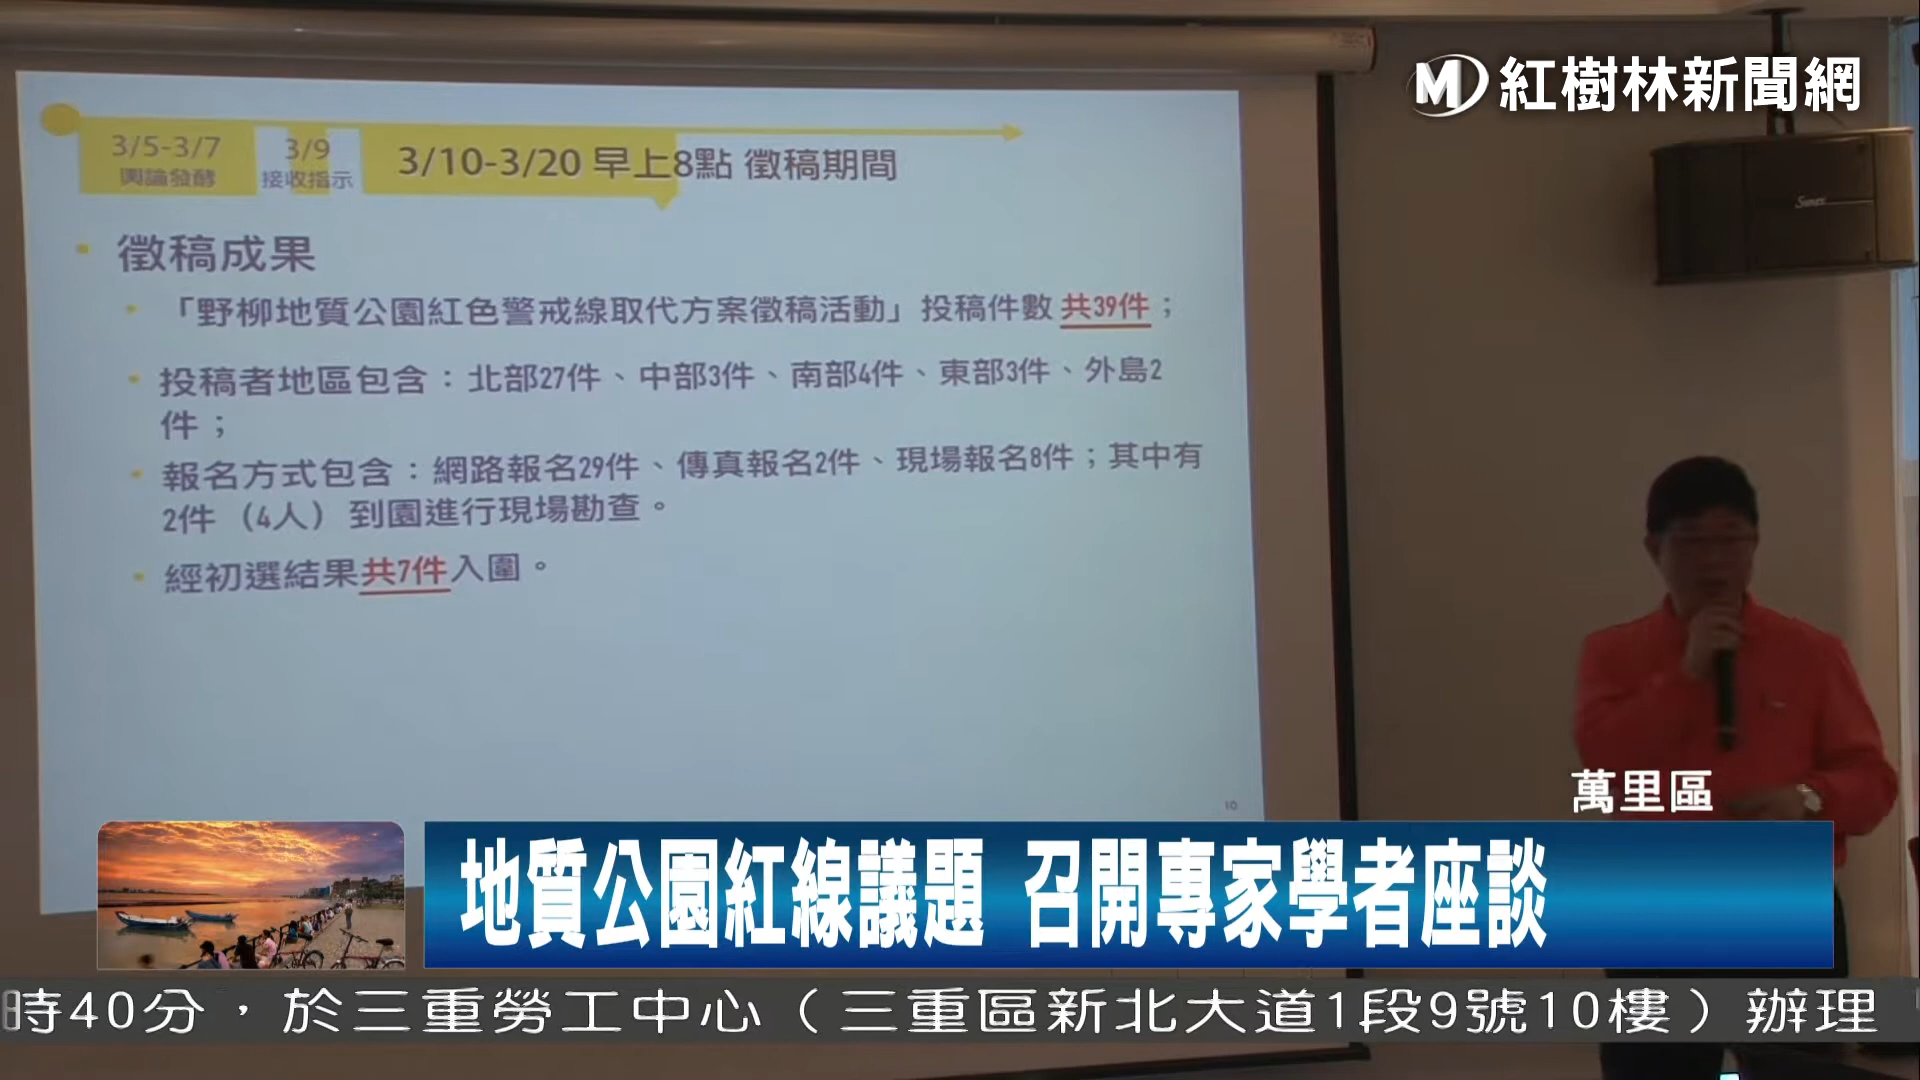 紅樹林新聞網
3/5-3/7
輿論發酵
3/9
接收指示
3/10-3/20 早上8點 徵稿期間
徵稿成果
「野柳地質公園紅色警戒線取代方案徵稿活動」投稿件數 共39件；
投稿者地區包含：北部27件、中部3件、南部4件、東部3件、外島2
件；
報名方式包含：網路報名29件、傳真報名2件、現場報名8件；其中有
2件（4人）到園進行現場勘查。
經初選結果共7件入圍。
10
萬里區
地質公園紅線議題 召開專家學者座談
時40分，於三重勞工中心（三重區新北大道1段9號10樓）辦理